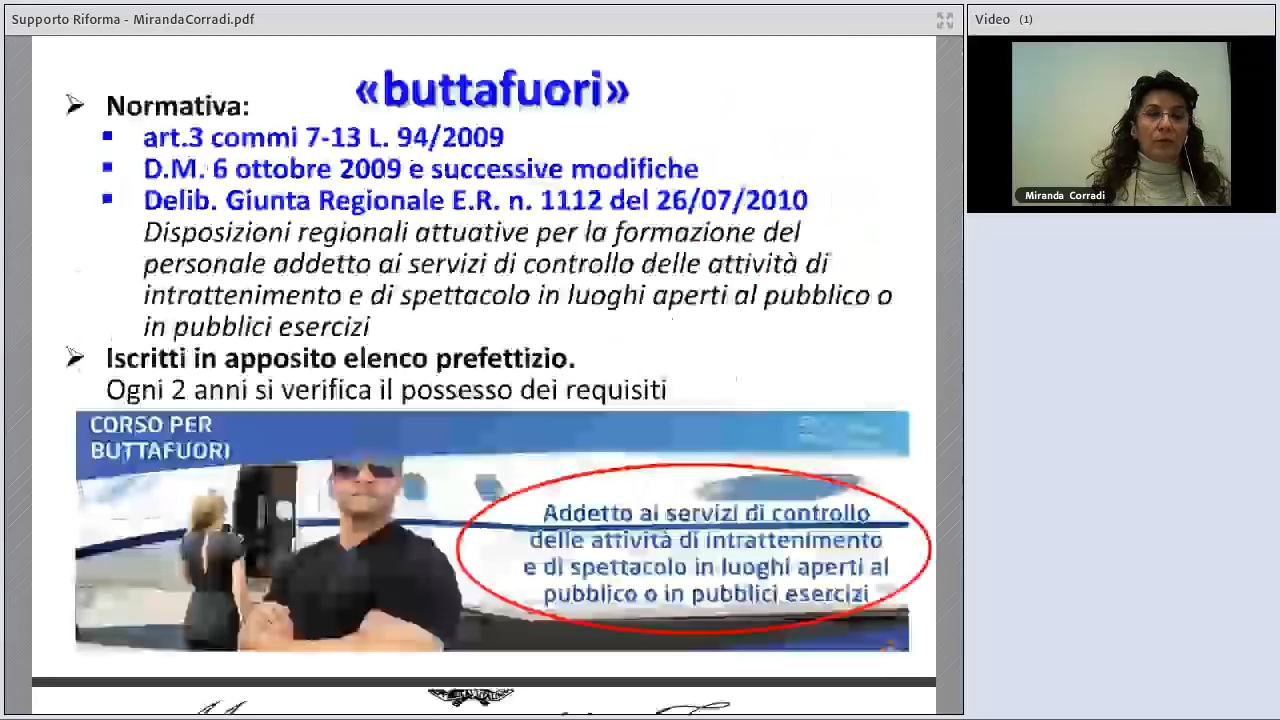 Supporto Riforma - MirandaCorradi.pdf
Video (1)
«buttafuori»
Normativa:
art.3 commi 7-13 L. 94/2009
D.M. 6 ottobre 2009 e successive modifiche
Delib. Giunta Regionale E.R. n. 1112 del 26/07/2010
Disposizioni regionali attuative per la formazione del
personale addetto ai servizi di controllo delle attività di
intrattenimento e di spettacolo in luoghi aperti al pubblico o
in pubblici esercizi
Iscritti in apposito elenco prefettizio.
Ogni 2 anni si verifica il possesso dei requisiti
CORSO PER
BUTTAFUORI
Addetto ai servizi di controllo
delle attività di intrattenimento
e di spettacolo in luoghi aperti al
pubblico o in pubblici esercizi
Miranda Corradi